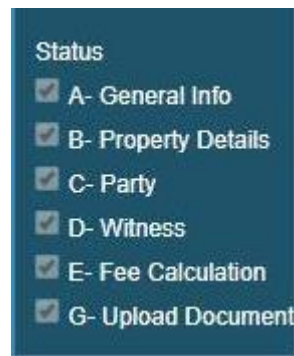 Status
A- General Info
B- Property Details
C- Party
D- Witness
E- Fee Calculation
G- Upload Document